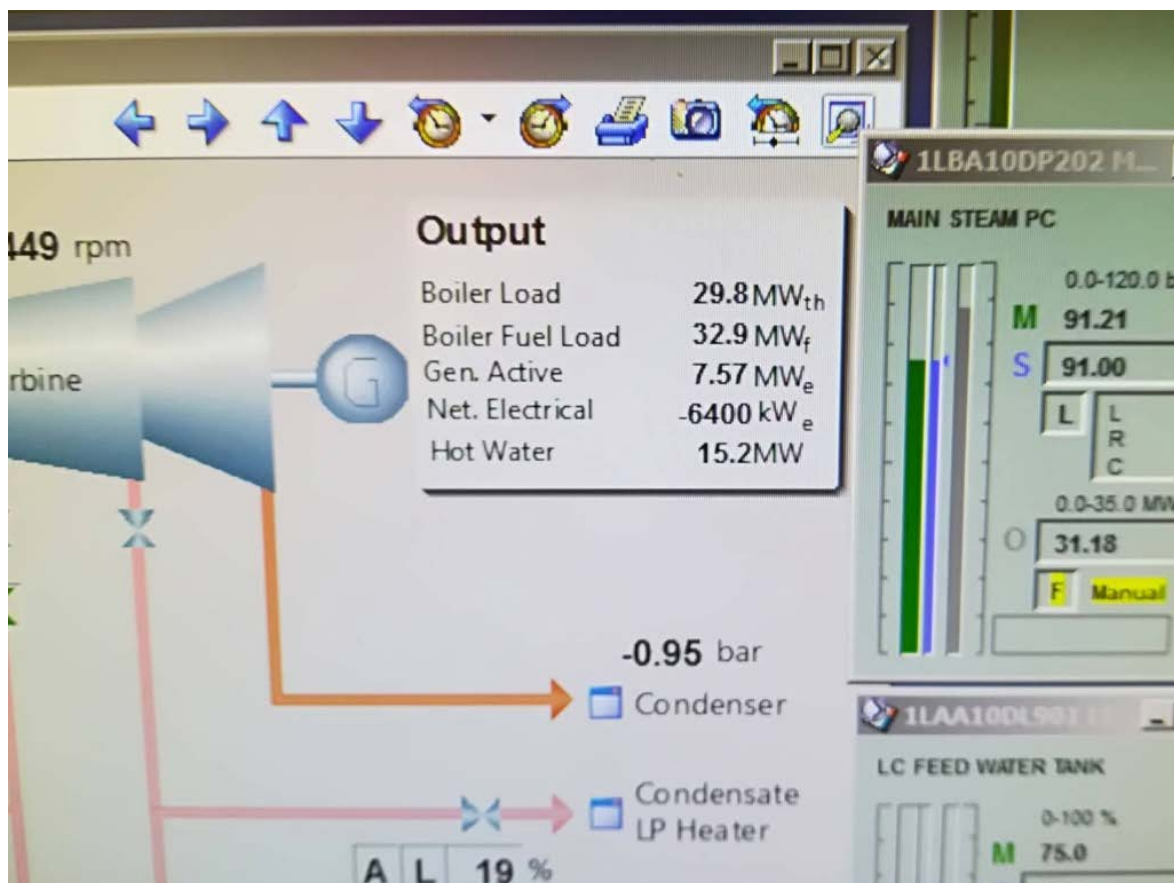 449 rpm
rbine
G
Output
Boiler Load 29.8 MWth
Boiler Fuel Load 32.9 MWf
Gen. Active 7.57 MWe
Net. Electrical -6400 kWe
Hot Water 15.2MW
-0.95 bar
Condenser
Condensate
LP Heater
A L 19 %
1LBA10DP202 M...
MAIN STEAM PC
0.0-120.0 b
M 91.21
S 91.00
L L
R
C
0.0-35.0 MW
O 31.18
F Manual
1LAA10DL901
LC FEED WATER TANK
0-100 %
M 75.0